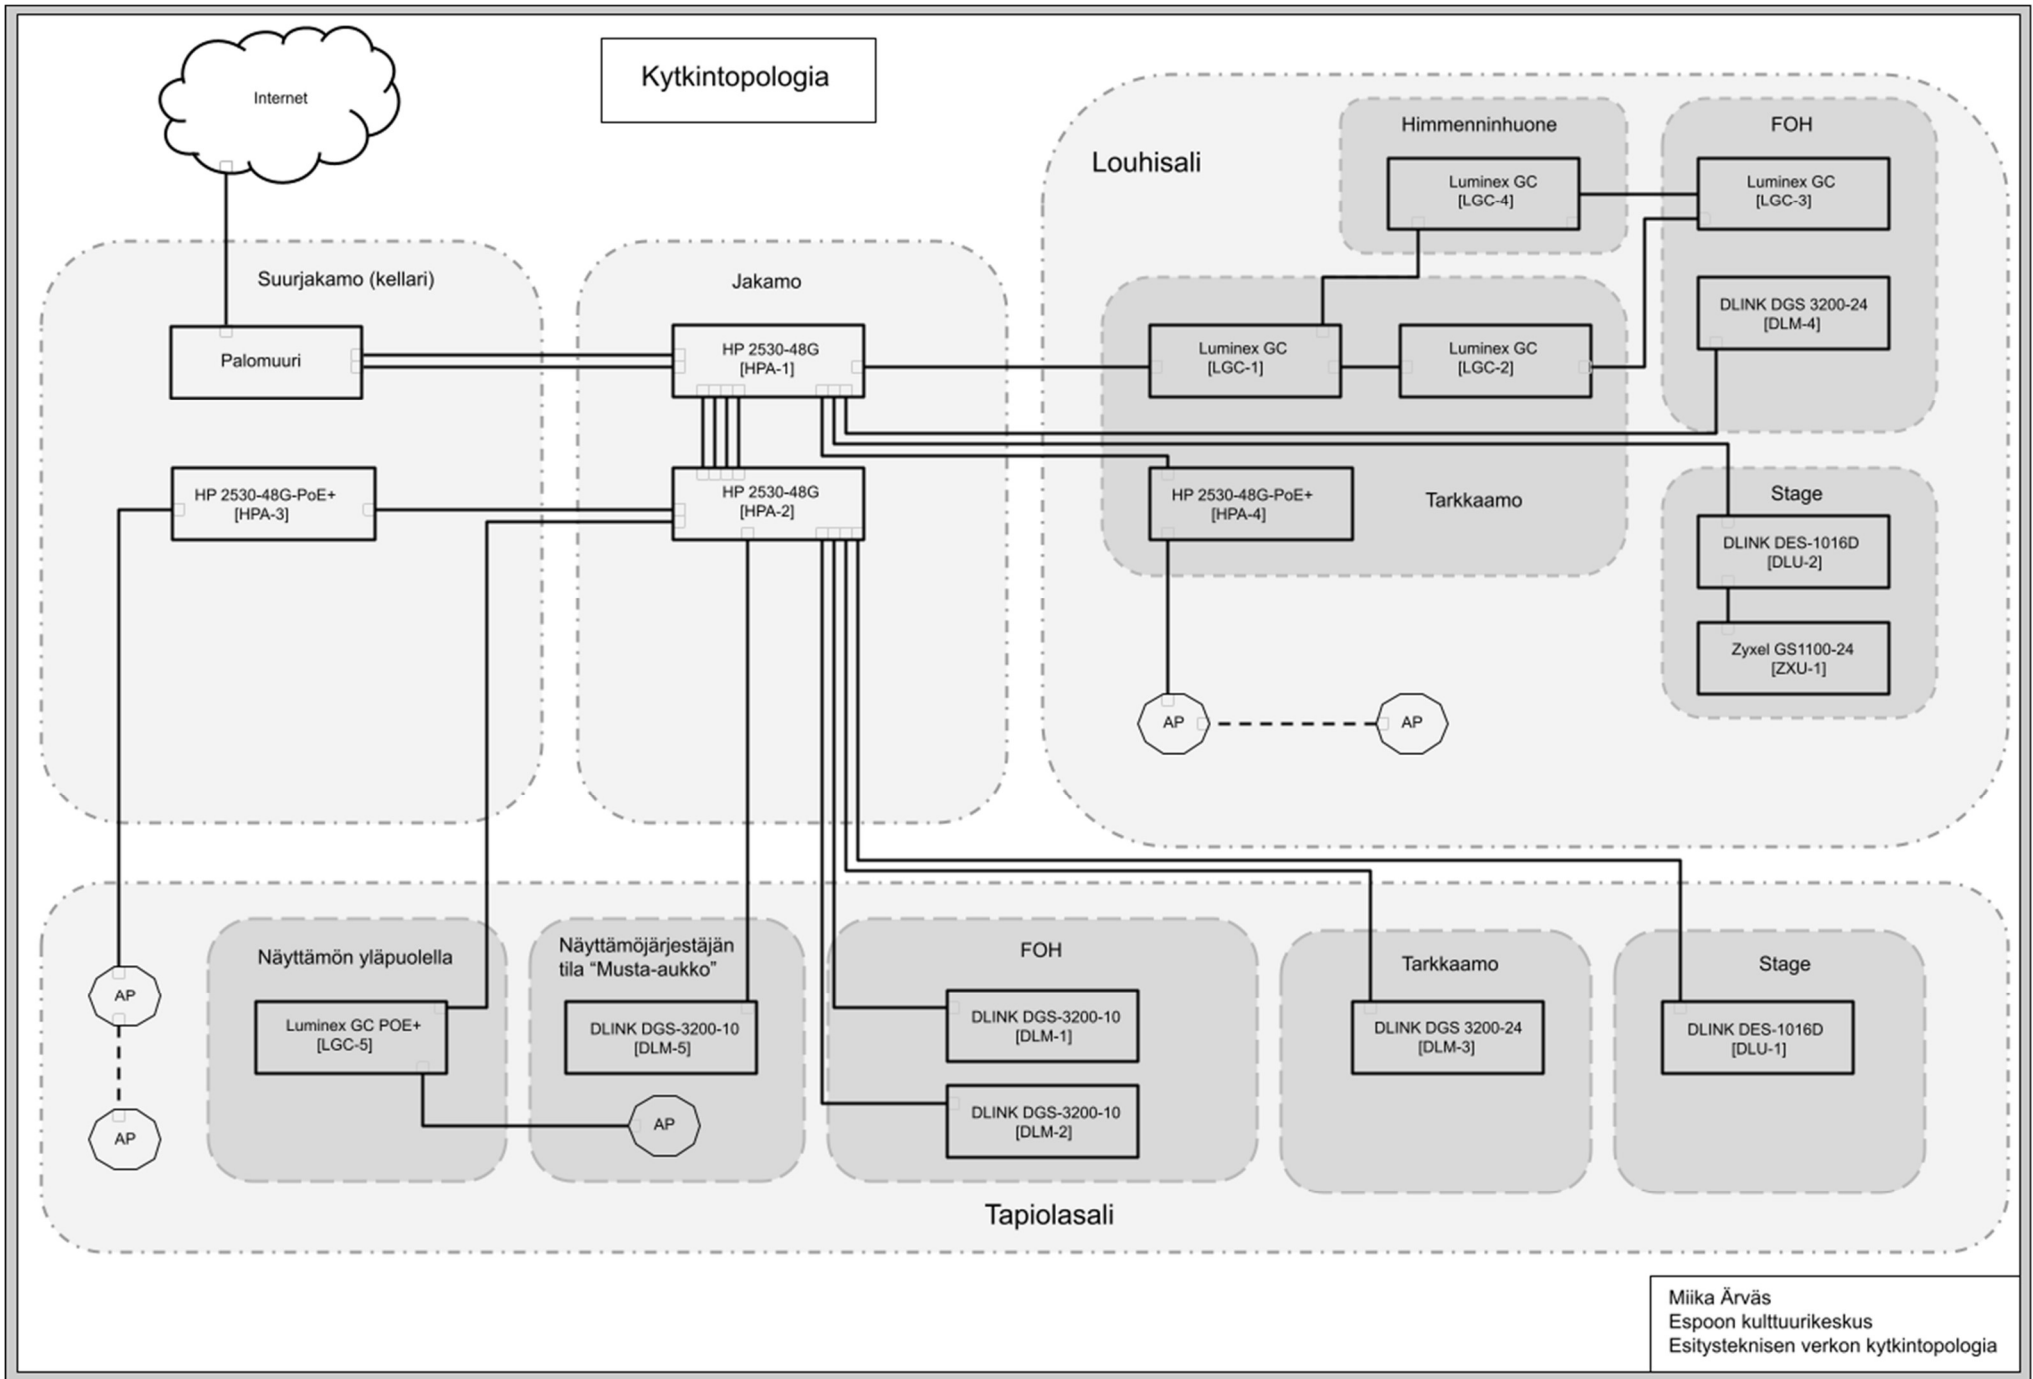 Kytkintopologia
Internet
Suurjakamo (kellari)
Palomuuri
HP 2530-48G-PoE+
[HPA-3]
Jakamo
HP 2530-48G
[HPA-1]
HP 2530-48G
[HPA-2]
Louhisali
Himmenninhuone
Luminex GC
[LGC-4]
FOH
Luminex GC
[LGC-3]
DLINK DGS 3200-24
[DLM-4]
Luminex GC
[LGC-1]
Luminex GC
[LGC-2]
HP 2530-48G-PoE+
[HPA-4]
Tarkkaamo
Stage
DLINK DES-1016D
[DLU-2]
Zyxel GS1100-24
[ZXU-1]
AP
AP
AP
AP
Näyttämön yläpuolella
Luminex GC POE+
[LGC-5]
Näyttämöjärjestäjän
tila “Musta-aukko”
DLINK DGS-3200-10
[DLM-5]
AP
FOH
DLINK DGS-3200-10
[DLM-1]
DLINK DGS-3200-10
[DLM-2]
Tarkkaamo
DLINK DGS 3200-24
[DLM-3]
Stage
DLINK DES-1016D
[DLU-1]
Tapiolasali
Miika Ärväs
Espoon kulttuurikeskus
Esitysteknisen verkon kytkintopologia